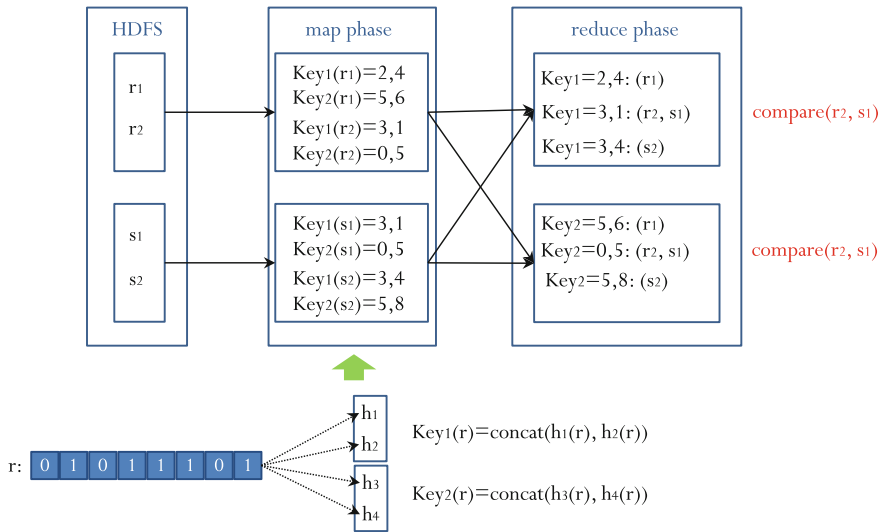 HDFS
map phase
reduce phase
r1
r2
Key1(r1)=2,4
Key2(r1)=5,6
Key1(r2)=3,1
Key2(r2)=0,5
Key1=2,4: (r1)
Key1=3,1: (r2, s1)
Key1=3,4: (s2)
compare(r2, s1)
s1
s2
Key1(s1)=3,1
Key2(s1)=0,5
Key1(s2)=3,4
Key2(s2)=5,8
Key2=5,6: (r1)
Key2=0,5: (r2, s1)
Key2=5,8: (s2)
compare(r2, s1)
r: 0 1 0 1 1 1 0 1
h1
h2
Key1(r)=concat(h1(r), h2(r))
h3
h4
Key2(r)=concat(h3(r), h4(r))